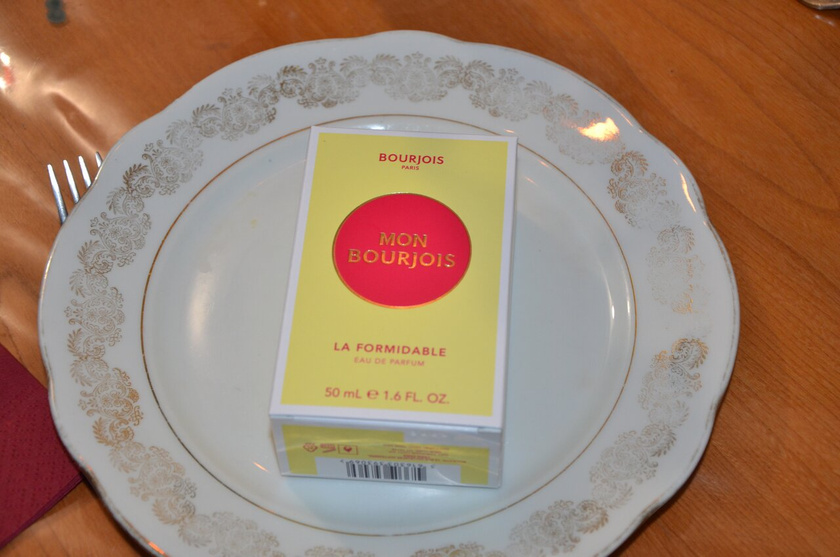 BOURJOIS
PARIS
MON
BOURJOIS
LA FORMIDABLE
EAU DE PARFUM
50 mL ℮ 1.6 FL. OZ.